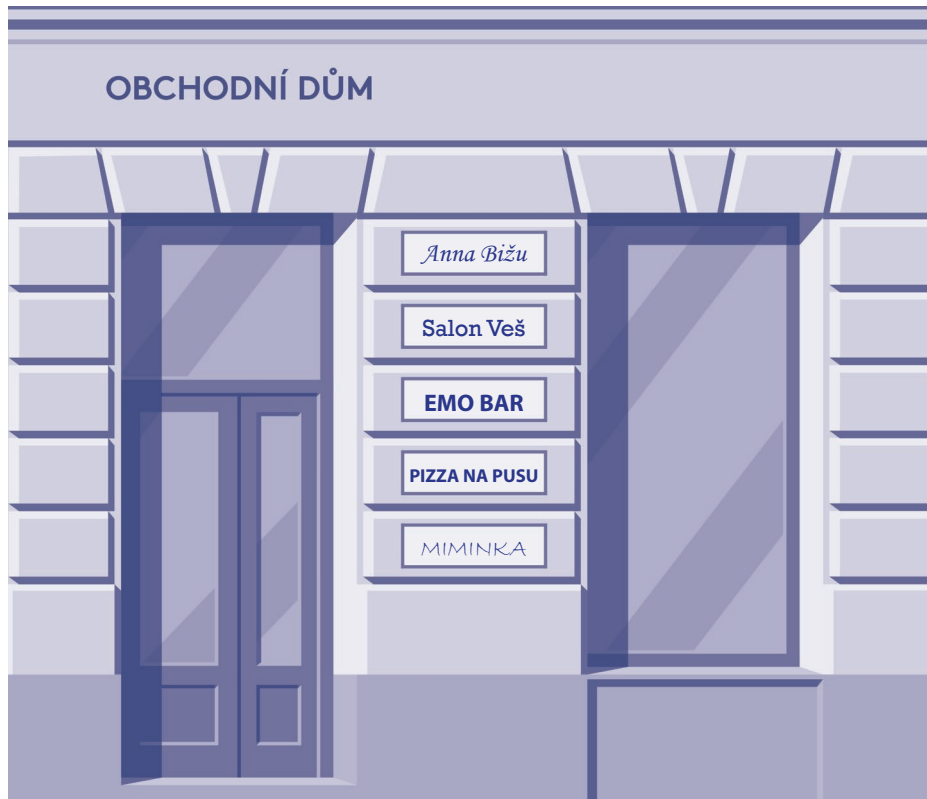 OBCHODNÍ DŮM
Anna Bižu
Salon Veš
EMO BAR
PIZZA NA PUSU
MIMINKA